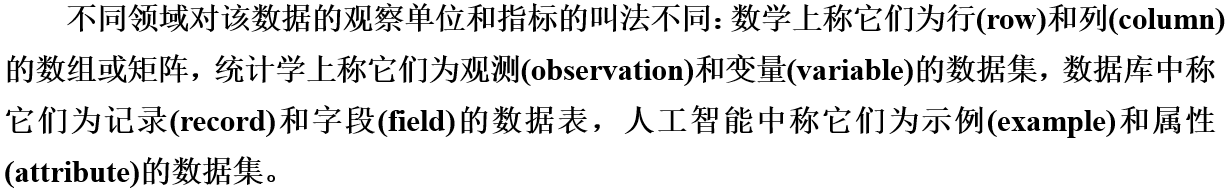 不同领域对该数据的观察单位和指标的叫法不同：数学上称它们为行(row)和列(column)
的数组或矩阵，统计学上称它们为观测(observation)和变量(variable)的数据集，数据库中称
它们为记录(record)和字段(field)的数据表，人工智能中称它们为示例(example)和属性
(attribute)的数据集。